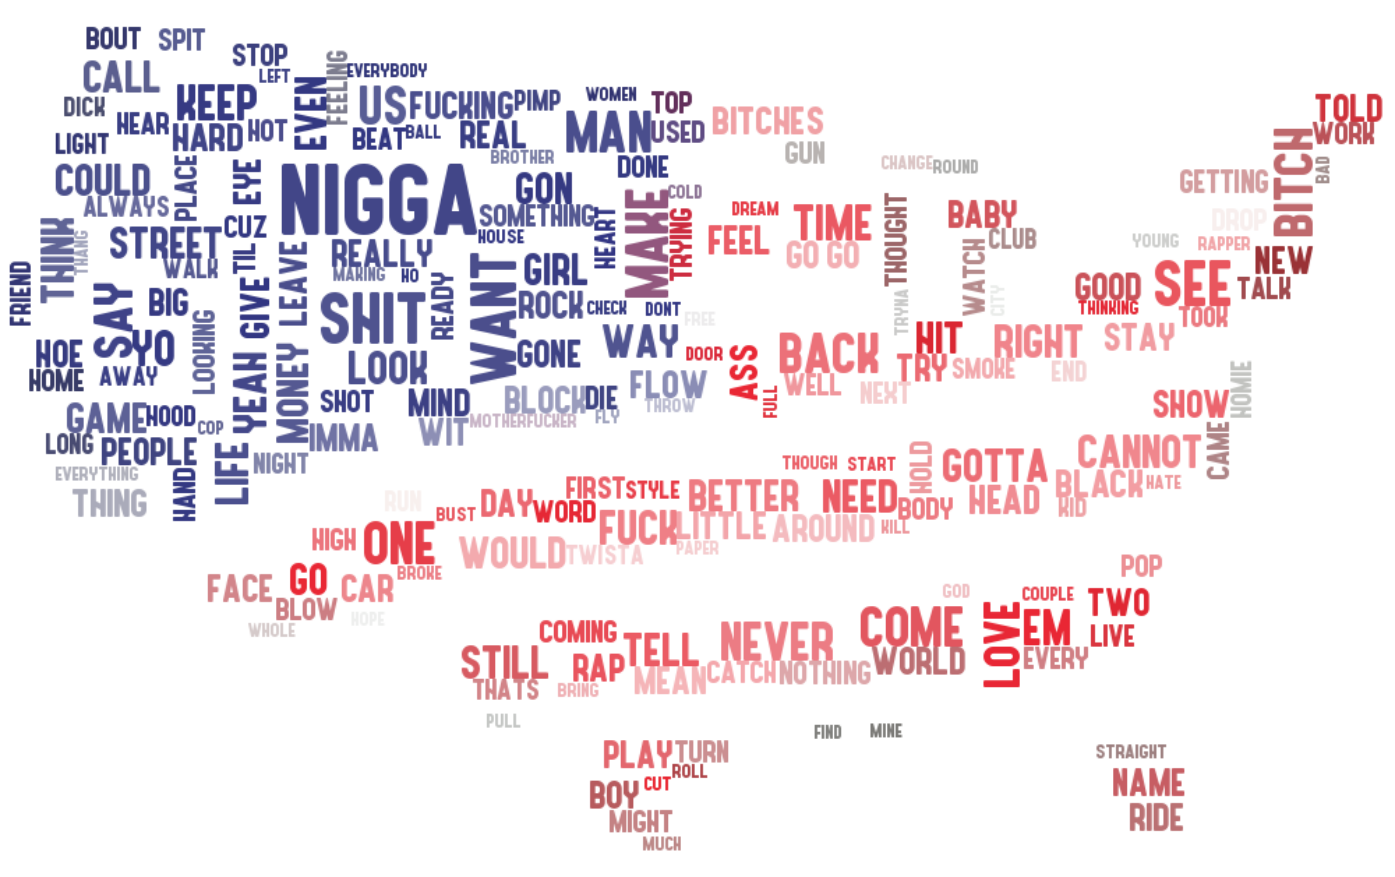 BOUT
SPIT
STOP
CALL
LEFT
EVERYBODY
FEELING
EVEN
DICK
KEEP
US
FUCKING
PIMP
WOMEN
TOP
BITCHES
TOLD
HEAR
HARD
HOT
BEAT
BALL
REAL
MAN
USED
WORK
LIGHT
BROTHER
DONE
GUN
CHANGE
ROUND
BITCH
BAD
COULD
PLACE
EYE
NIGGA
GON
COLD
GETTING
ALWAYS
SOMETHING
HEART
MAKE
TRYING
DREAM
TIME
THOUGHT
BABY
DROP
CUZ
HOUSE
FEEL
GO GO
WATCH
CLUB
YOUNG
RAPPER
NEW
THINK
THANG
STREET
TIL
REALLY
WALK
MAKING
HO
GIRL
GOOD
SEE
TALK
FRIEND
SAY
BIG
GIVE
LEAVE
SHIT
READY
WANT
ROCK
CHECK
DONT
FREE
TRYNA
CITY
THINKING
TOOK
YO
LOOKING
HOE
LOOK
GONE
WAY
DOOR
ASS
BACK
HIT
RIGHT
STAY
HOME
AWAY
YEAH
MONEY
SHOT
MIND
BLOCK
DIE
FLOW
THROW
FULL
WELL
NEXT
TRY
SMOKE
END
HOMIE
GAME
HOOD
COP
IMMA
WIT
MOTHERFUCKER
FLY
SHOW
LONG
PEOPLE
LIFE
NIGHT
THOUGH
START
HOLD
GOTTA
CANNOT
CAME
EVERYTHING
HAND
THING
RUN
BUST
DAY
FIRST
STYLE
WORD
BETTER
NEED
BODY
HEAD
BLACK
HATE
KID
HIGH
ONE
WOULD
FUCK
LITTLE
AROUND
KILL
TWISTA
PAPER
FACE
GO
CAR
BROKE
POP
BLOW
HOPE
WHOLE
GOD
COUPLE
TWO
COMING
TELL
NEVER
COME
LOVE
EM
LIVE
STILL
RAP
MEAN
CATCH
NOTHING
WORLD
EVERY
THATS
BRING
PULL
FIND
MINE
PLAY
TURN
STRAIGHT
ROLL
BOY
CUT
NAME
MIGHT
RIDE
MUCH